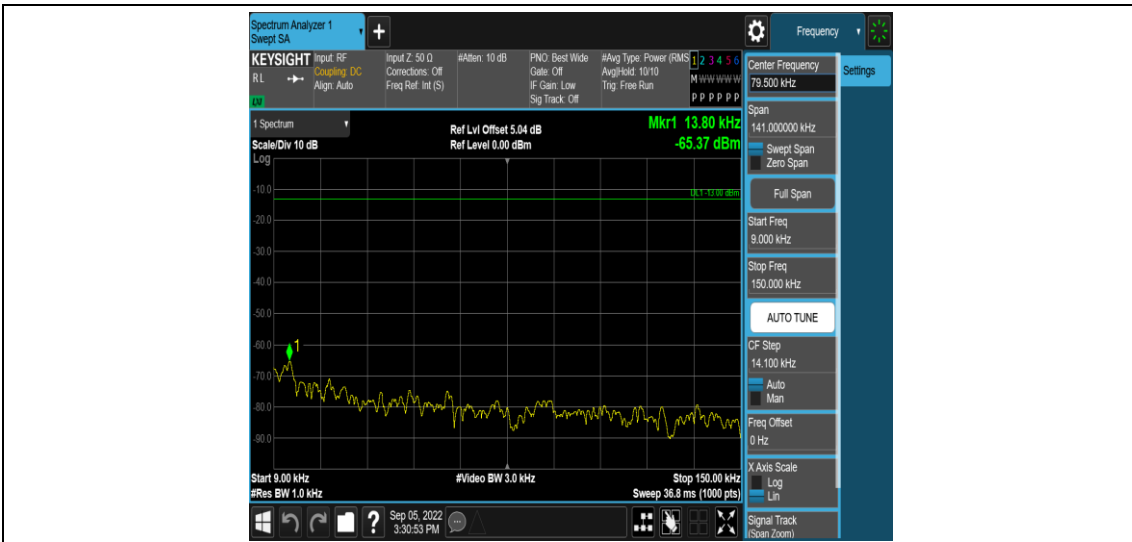 Spectrum Analyzer 1
Swept SA
Frequency
KEYSIGHT
RL
LXI
Input: RF
Coupling: DC
Align: Auto
Input Z: 50 Ω
Corrections: Off
Freq Ref: Int (S)
#Atten: 10 dB
PNO: Best Wide
Gate: Off
IF Gain: Low
Sig Track: Off
#Avg Type: Power (RMS
Avg|Hold: 10/10
Trig: Free Run
1 2 3 4 5 6
M W W W W W
P P P P P P
1 Spectrum
Scale/Div 10 dB
Log
Ref Lvl Offset 5.04 dB
Ref Level 0.00 dBm
Mkr1 13.80 kHz
-65.37 dBm
DL1 -13.00 dBm
-10.0
-20.0
-30.0
-40.0
-50.0
-60.0
-70.0
-80.0
-90.0
1
Start 9.00 kHz
#Res BW 1.0 kHz
#Video BW 3.0 kHz
Stop 150.00 kHz
Sweep 36.8 ms (1000 pts)
Center Frequency
79.500 kHz
Settings
Span
141.000000 kHz
Swept Span
Zero Span
Full Span
Start Freq
9.000 kHz
Stop Freq
150.000 kHz
AUTO TUNE
CF Step
14.100 kHz
Auto
Man
Freq Offset
0 Hz
X Axis Scale
Log
Lin
Signal Track
(Span Zoom)
?
Sep 05, 2022
3:30:53 PM